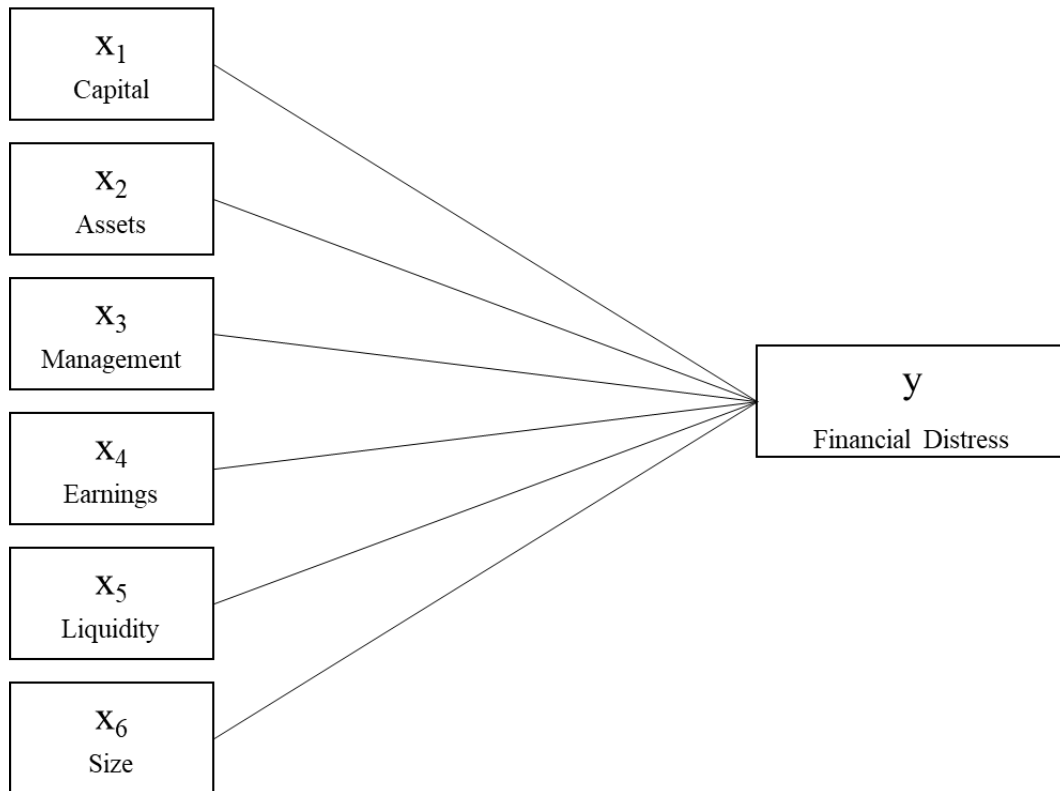 x₁
Capital
x₂
Assets
x₃
Management
x₄
Earnings
x₅
Liquidity
x₆
Size
y
Financial Distress